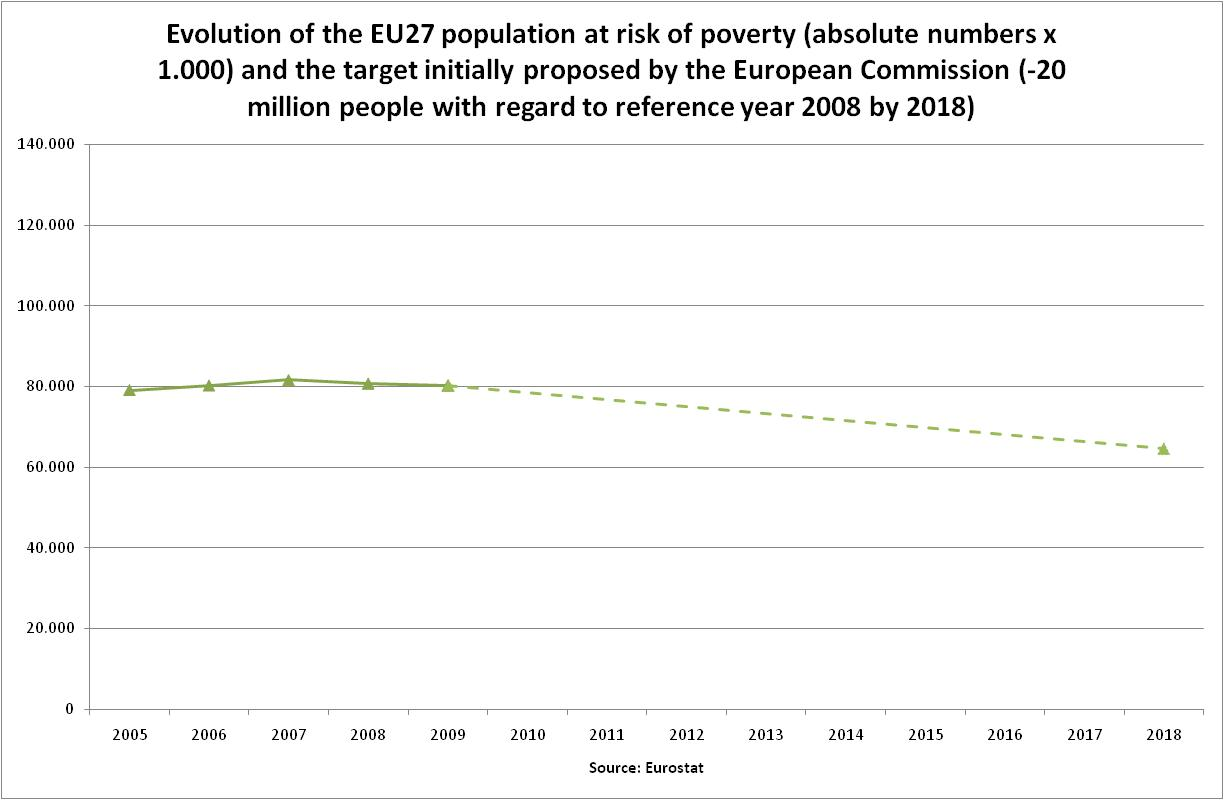 Evolution of the EU27 population at risk of poverty (absolute numbers x
1.000) and the target initially proposed by the European Commission (-20
million people with regard to reference year 2008 by 2018)
140.000
120.000
100.000
80.000
60.000
40.000
20.000
0
2005 2006 2007 2008 2009 2010 2011 2012 2013 2014 2015 2016 2017 2018
Source: Eurostat